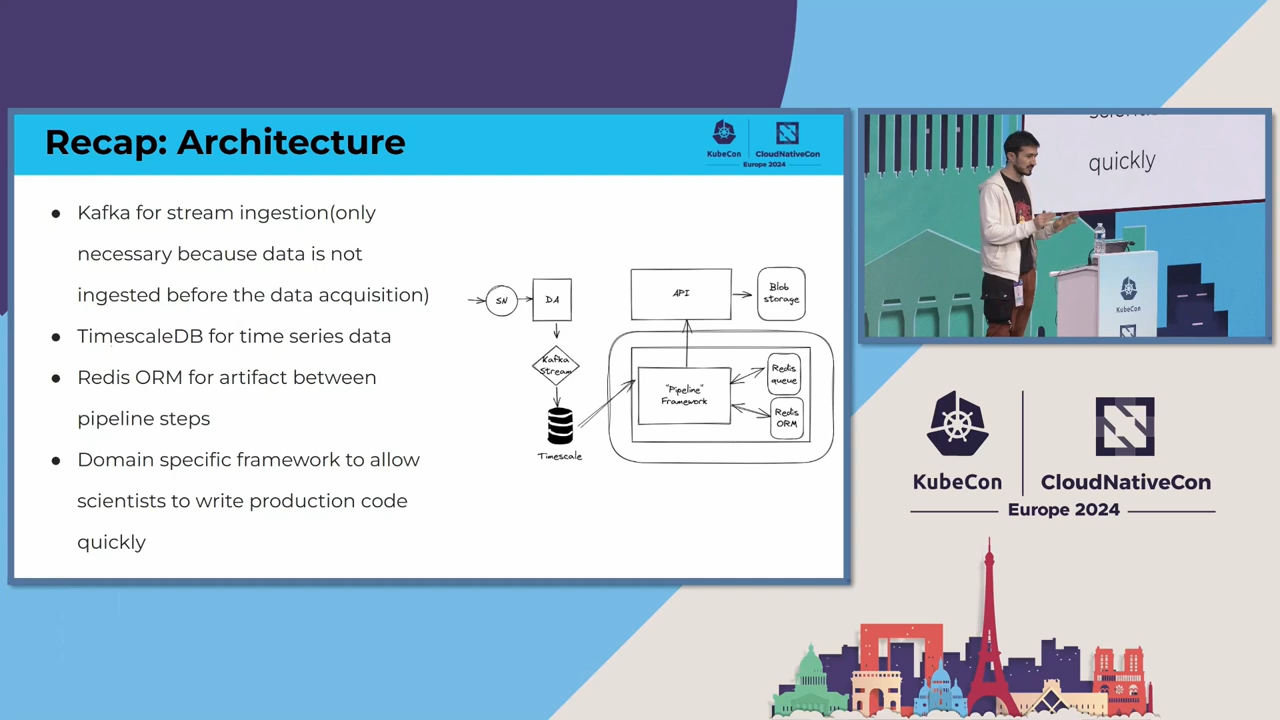 Recap: Architecture
KubeCon
CloudNativeCon
Europe 2024
● Kafka for stream ingestion(only
necessary because data is not
ingested before the data acquisition)
● TimescaleDB for time series data
● Redis ORM for artifact between
pipeline steps
● Domain specific framework to allow
scientists to write production code
quickly
SN
DA
Kafka
Stream
Timescale
API
Blob
storage
"Pipeline"
Framework
Redis
queue
Redis
ORM
quickly
KubeCon
KubeCon
CloudNativeCon
Europe 2024